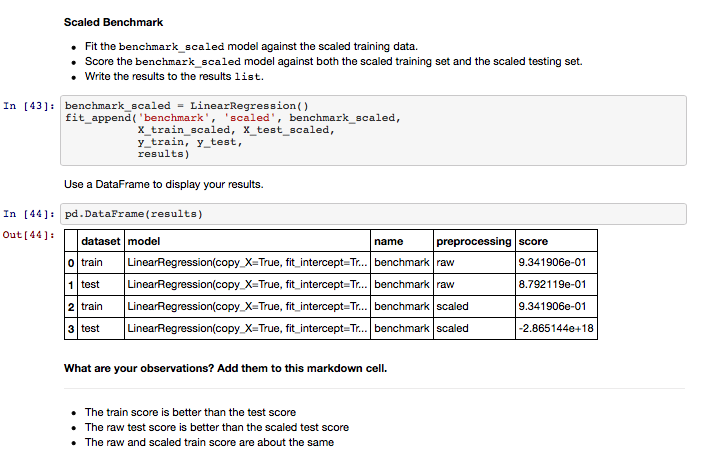 Scaled Benchmark
• Fit the benchmark_scaled model against the scaled training data.
• Score the benchmark_scaled model against both the scaled training set and the scaled testing set.
• Write the results to the results list.
In [43]: benchmark_scaled = LinearRegression()
fit_append('benchmark', 'scaled', benchmark_scaled,
X_train_scaled, X_test_scaled,
y_train, y_test,
results)
Use a DataFrame to display your results.
In [44]: pd.DataFrame(results)
Out[44]:
dataset model name preprocessing score
0 train LinearRegression(copy_X=True, fit_intercept=Tr... benchmark raw 9.341906e-01
1 test LinearRegression(copy_X=True, fit_intercept=Tr... benchmark raw 8.792119e-01
2 train LinearRegression(copy_X=True, fit_intercept=Tr... benchmark scaled 9.341906e-01
3 test LinearRegression(copy_X=True, fit_intercept=Tr... benchmark scaled -2.865144e+18
What are your observations? Add them to this markdown cell.
• The train score is better than the test score
• The raw test score is better than the scaled test score
• The raw and scaled train score are about the same